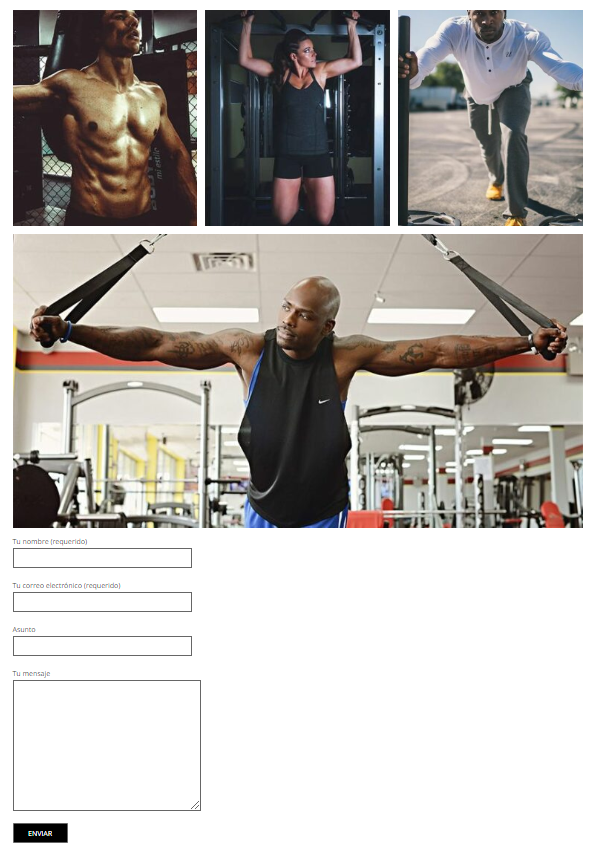 Tu nombre (requerido)
Tu correo electrónico (requerido)
Asunto
Tu mensaje
ENVIAR